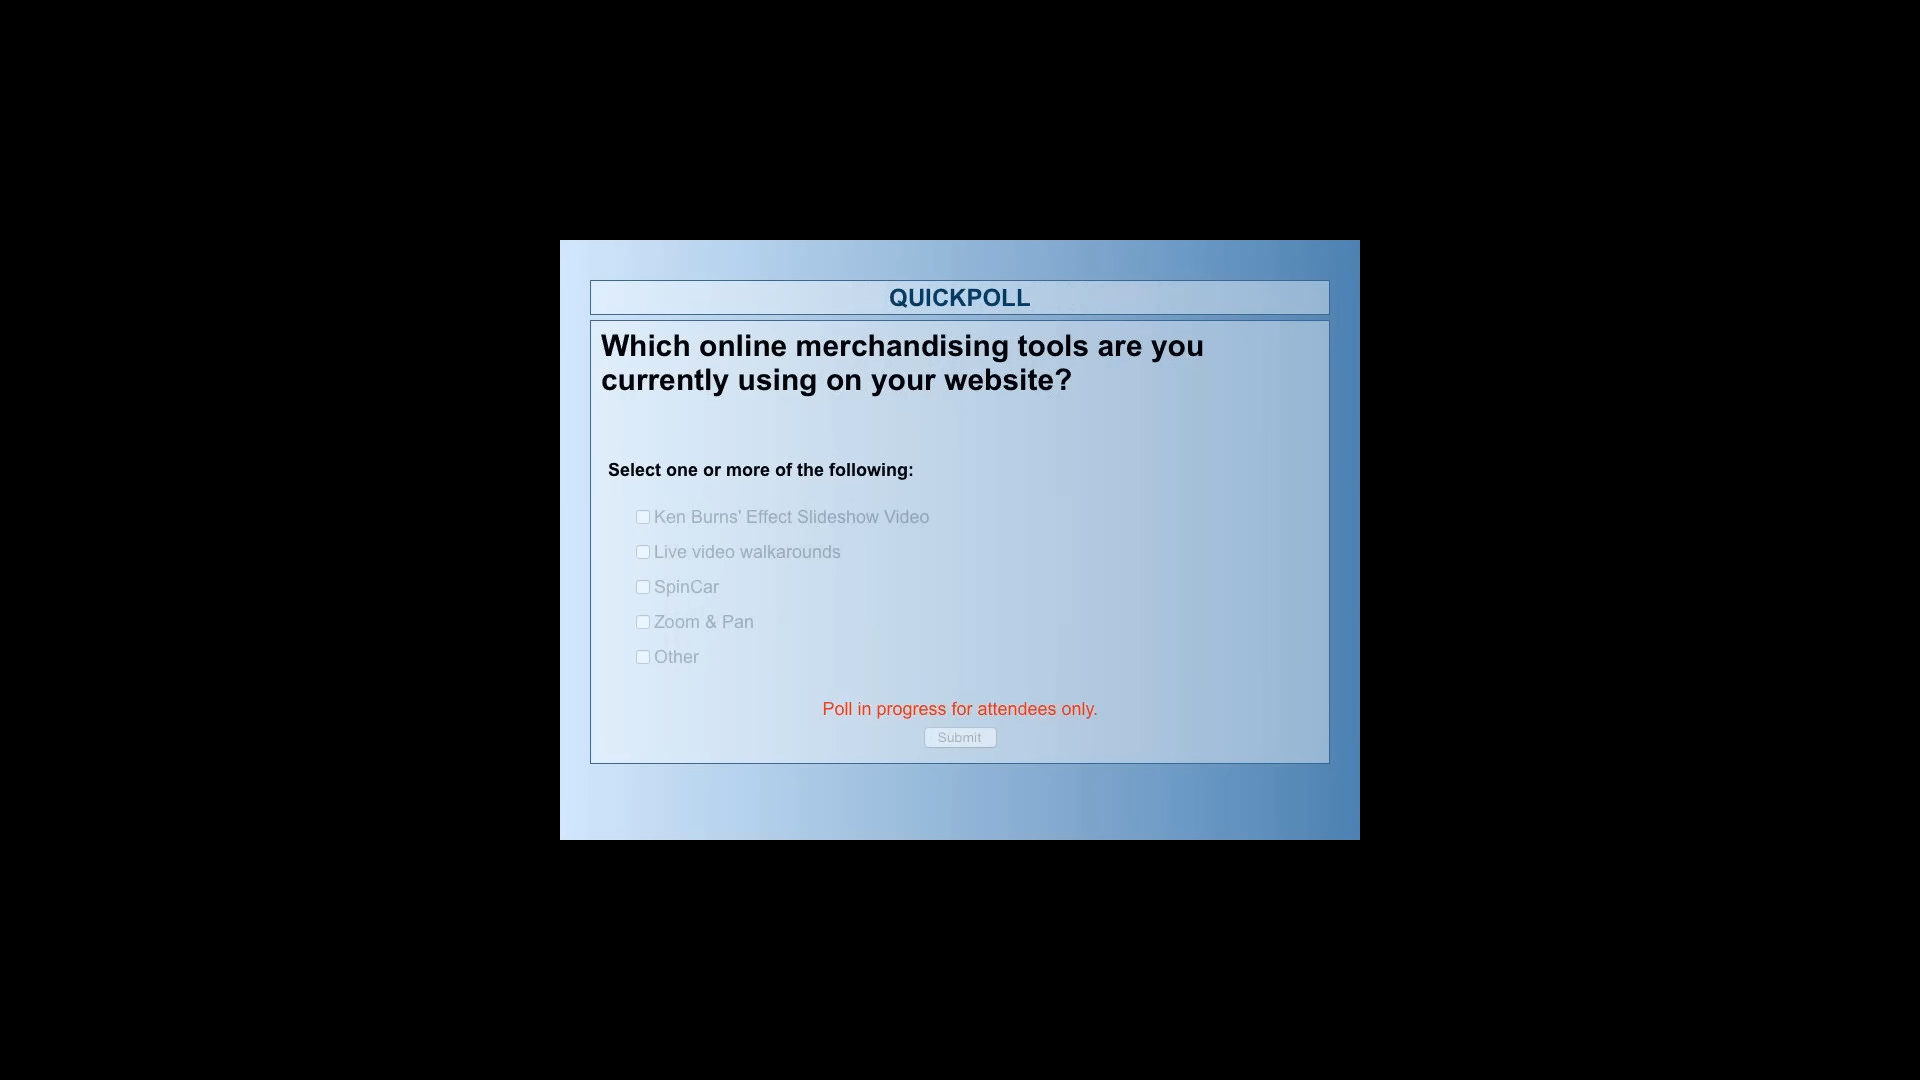 QUICKPOLL
Which online merchandising tools are you
currently using on your website?
Select one or more of the following:
Ken Burns' Effect Slideshow Video
Live video walkarounds
SpinCar
Zoom & Pan
Other
Poll in progress for attendees only.
Submit